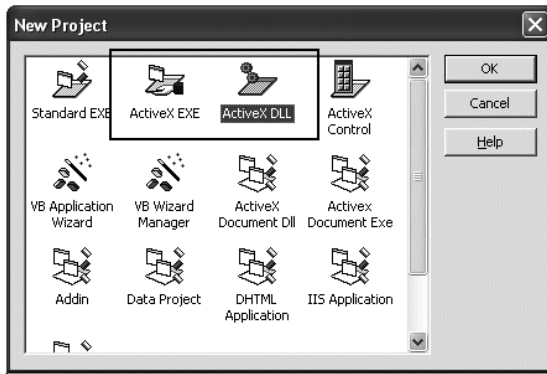 New Project
Standard EXE ActiveX EXE ActiveX DLL ActiveX
Control
VB Application
Wizard
VB Wizard
Manager
ActiveX
Document Dll
Activex
Document Exe
Addin Data Project DHTML
Application
IIS Application
OK
Cancel
Help